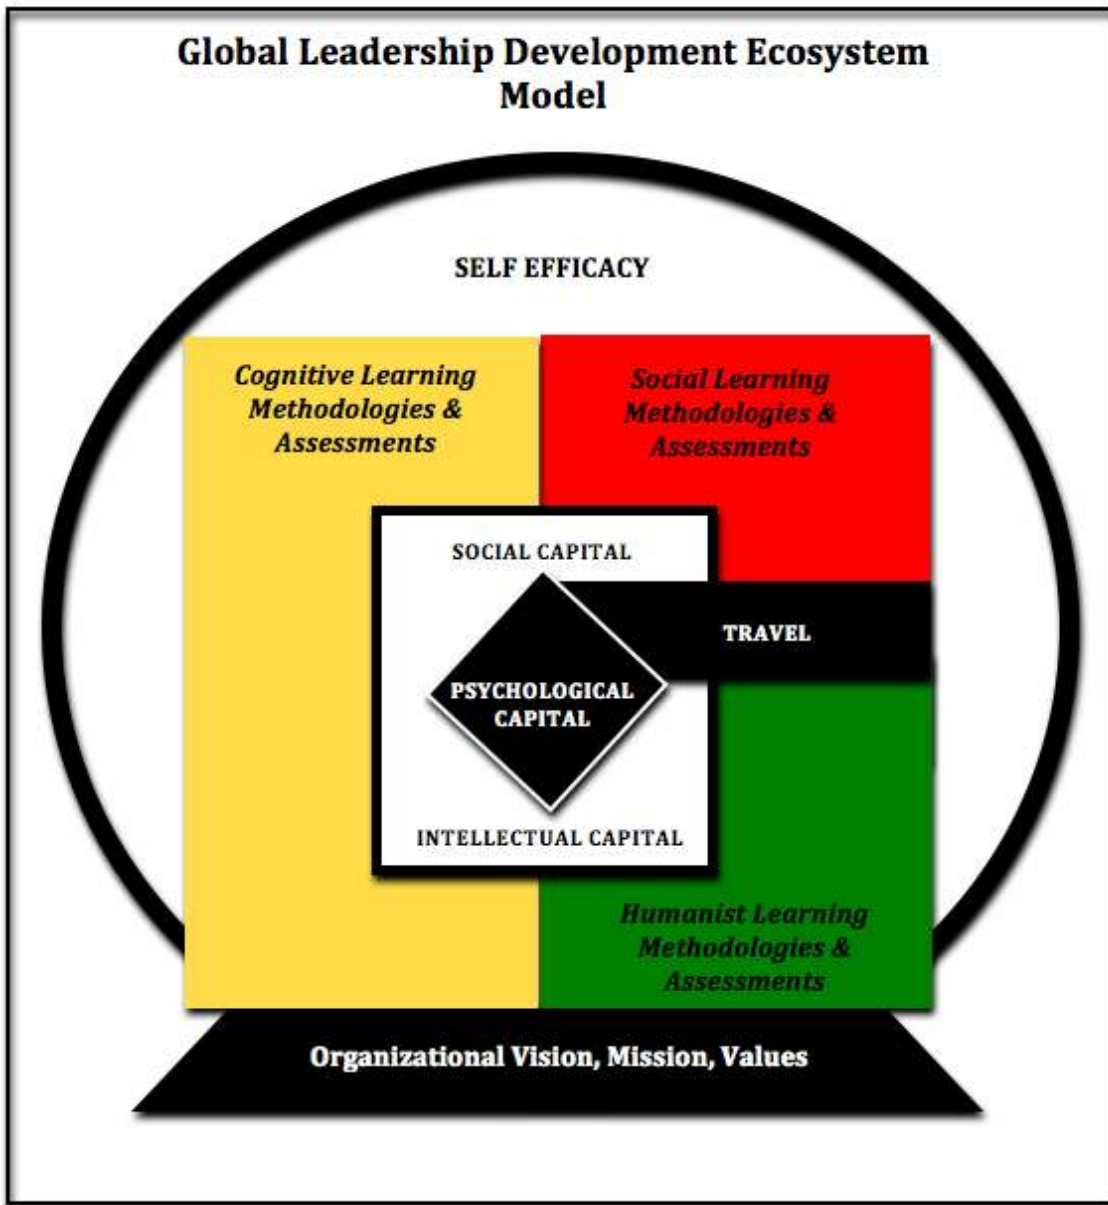 Global Leadership Development Ecosystem
Model
SELF EFFICACY
Cognitive Learning
Methodologies &
Assessments
Social Learning
Methodologies &
Assessments
SOCIAL CAPITAL
TRAVEL
PSYCHOLOGICAL
CAPITAL
INTELLECTUAL CAPITAL
Humanist Learning
Methodologies &
Assessments
Organizational Vision, Mission, Values